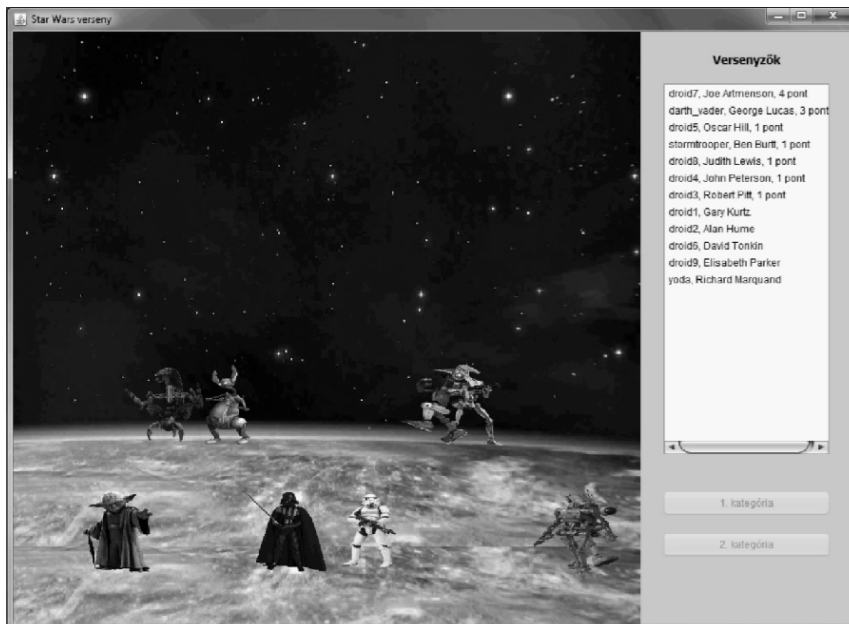 Star Wars verseny
Versenyzők
droid7, Joe Artmenson, 4 pont
darth_vader, George Lucas, 3 pont
droid5, Oscar Hill, 1 pont
stormtrooper, Ben Burtt, 1 pont
droid8, Judith Lewis, 1 pont
droid4, John Peterson, 1 pont
droid3, Robert Pitt, 1 pont
droid1, Gary Kurtz
droid2, Alan Hume
droid6, David Tonkin
droid9, Elisabeth Parker
yoda, Richard Marquand
1. kategória
2. kategória